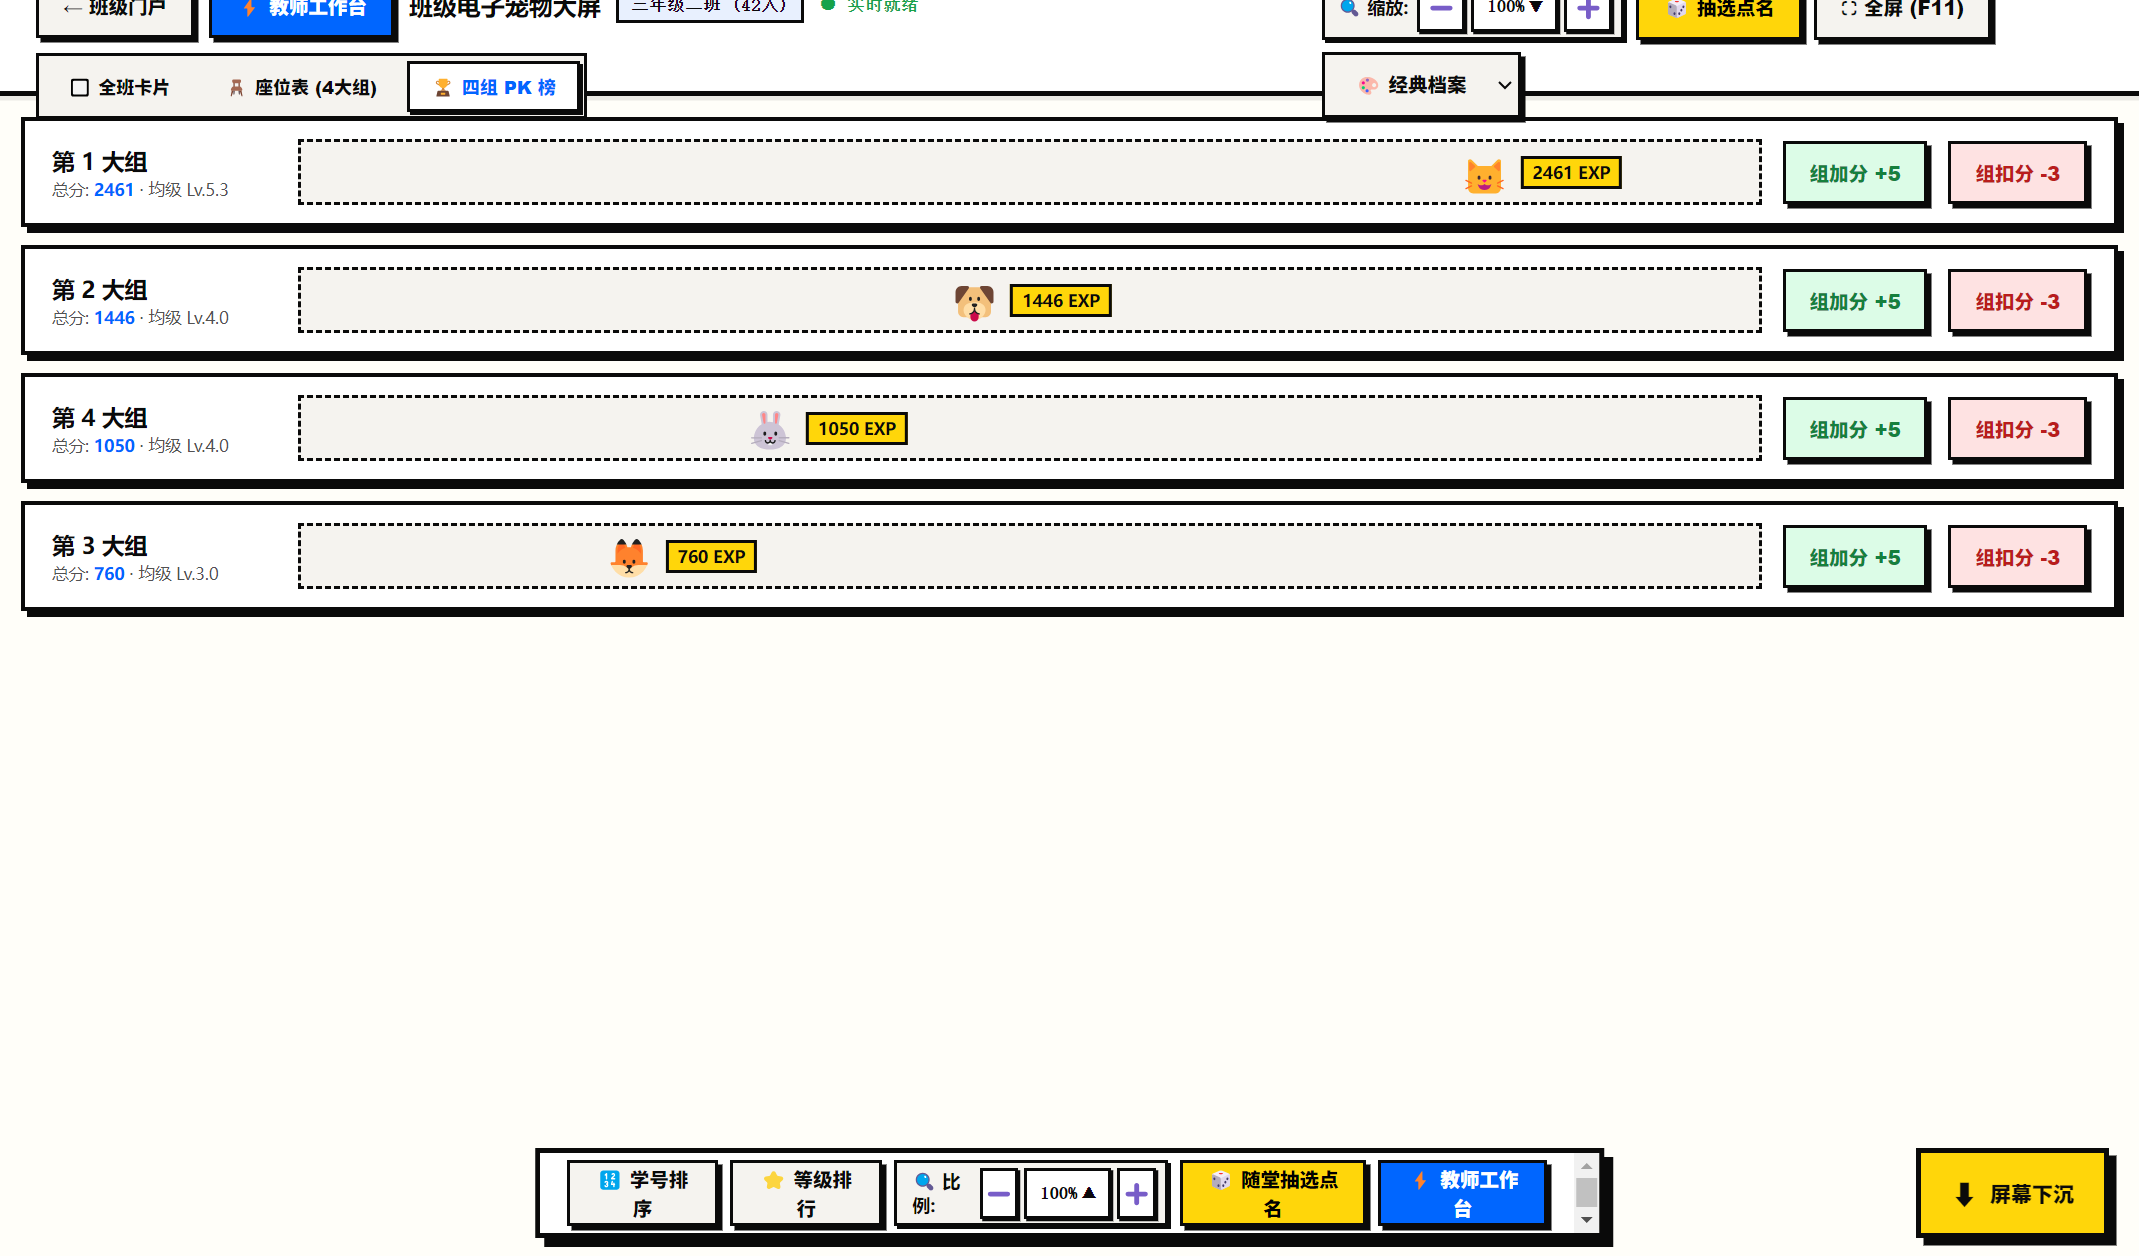 ← 班级门户
教师工作台
班级电子宠物大屏
三年级二班 (42人)
实时就绪
缩放:
100% ▼
抽选点名
全屏 (F11)
全班卡片
座位表 (4大组)
四组 PK 榜
经典档案
第 1 大组
总分: 2461 · 均级 Lv.5.3
2461 EXP
组加分 +5
组扣分 -3
第 2 大组
总分: 1446 · 均级 Lv.4.0
1446 EXP
组加分 +5
组扣分 -3
第 4 大组
总分: 1050 · 均级 Lv.4.0
1050 EXP
组加分 +5
组扣分 -3
第 3 大组
总分: 760 · 均级 Lv.3.0
760 EXP
组加分 +5
组扣分 -3
学号排
序
等级排
行
比
例:
100% ▲
随堂抽选点
名
教师工作
台
屏幕下沉